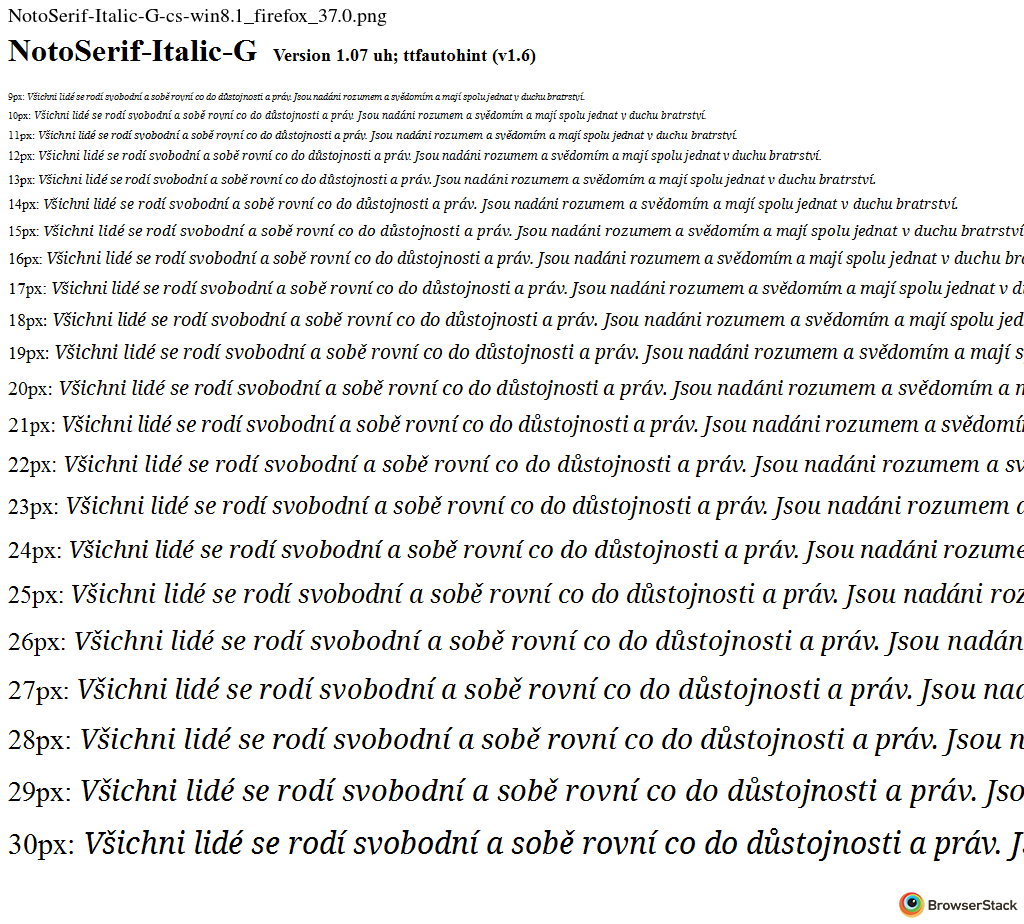 NotoSerif-Italic-G-cs-win8.1_firefox_37.0.png
NotoSerif-Italic-G Version 1.07 uh; ttfautohint (v1.6)
9px: Všichni lidé se rodí svobodní a sobě rovní co do důstojnosti a práv. Jsou nadáni rozumem a svědomím a mají spolu jednat v duchu bratrství.
10px: Všichni lidé se rodí svobodní a sobě rovní co do důstojnosti a práv. Jsou nadáni rozumem a svědomím a mají spolu jednat v duchu bratrství.
11px: Všichni lidé se rodí svobodní a sobě rovní co do důstojnosti a práv. Jsou nadáni rozumem a svědomím a mají spolu jednat v duchu bratrství.
12px: Všichni lidé se rodí svobodní a sobě rovní co do důstojnosti a práv. Jsou nadáni rozumem a svědomím a mají spolu jednat v duchu bratrství.
13px: Všichni lidé se rodí svobodní a sobě rovní co do důstojnosti a práv. Jsou nadáni rozumem a svědomím a mají spolu jednat v duchu bratrství.
14px: Všichni lidé se rodí svobodní a sobě rovní co do důstojnosti a práv. Jsou nadáni rozumem a svědomím a mají spolu jednat v duchu bratrství.
15px: Všichni lidé se rodí svobodní a sobě rovní co do důstojnosti a práv. Jsou nadáni rozumem a svědomím a mají spolu jednat v duchu bratrství
16px: Všichni lidé se rodí svobodní a sobě rovní co do důstojnosti a práv. Jsou nadáni rozumem a svědomím a mají spolu jednat v duchu br
17px: Všichni lidé se rodí svobodní a sobě rovní co do důstojnosti a práv. Jsou nadáni rozumem a svědomím a mají spolu jednat v d
18px: Všichni lidé se rodí svobodní a sobě rovní co do důstojnosti a práv. Jsou nadáni rozumem a svědomím a mají spolu jed
19px: Všichni lidé se rodí svobodní a sobě rovní co do důstojnosti a práv. Jsou nadáni rozumem a svědomím a mají s
20px: Všichni lidé se rodí svobodní a sobě rovní co do důstojnosti a práv. Jsou nadáni rozumem a svědomím a m
21px: Všichni lidé se rodí svobodní a sobě rovní co do důstojnosti a práv. Jsou nadáni rozumem a svědomí
22px: Všichni lidé se rodí svobodní a sobě rovní co do důstojnosti a práv. Jsou nadáni rozumem a sv
23px: Všichni lidé se rodí svobodní a sobě rovní co do důstojnosti a práv. Jsou nadáni rozumem a
24px: Všichni lidé se rodí svobodní a sobě rovní co do důstojnosti a práv. Jsou nadáni rozume
25px: Všichni lidé se rodí svobodní a sobě rovní co do důstojnosti a práv. Jsou nadáni roz
26px: Všichni lidé se rodí svobodní a sobě rovní co do důstojnosti a práv. Jsou nadán
27px: Všichni lidé se rodí svobodní a sobě rovní co do důstojnosti a práv. Jsou nad
28px: Všichni lidé se rodí svobodní a sobě rovní co do důstojnosti a práv. Jsou n
29px: Všichni lidé se rodí svobodní a sobě rovní co do důstojnosti a práv. Jso
30px: Všichni lidé se rodí svobodní a sobě rovní co do důstojnosti a práv. J
BrowserStack